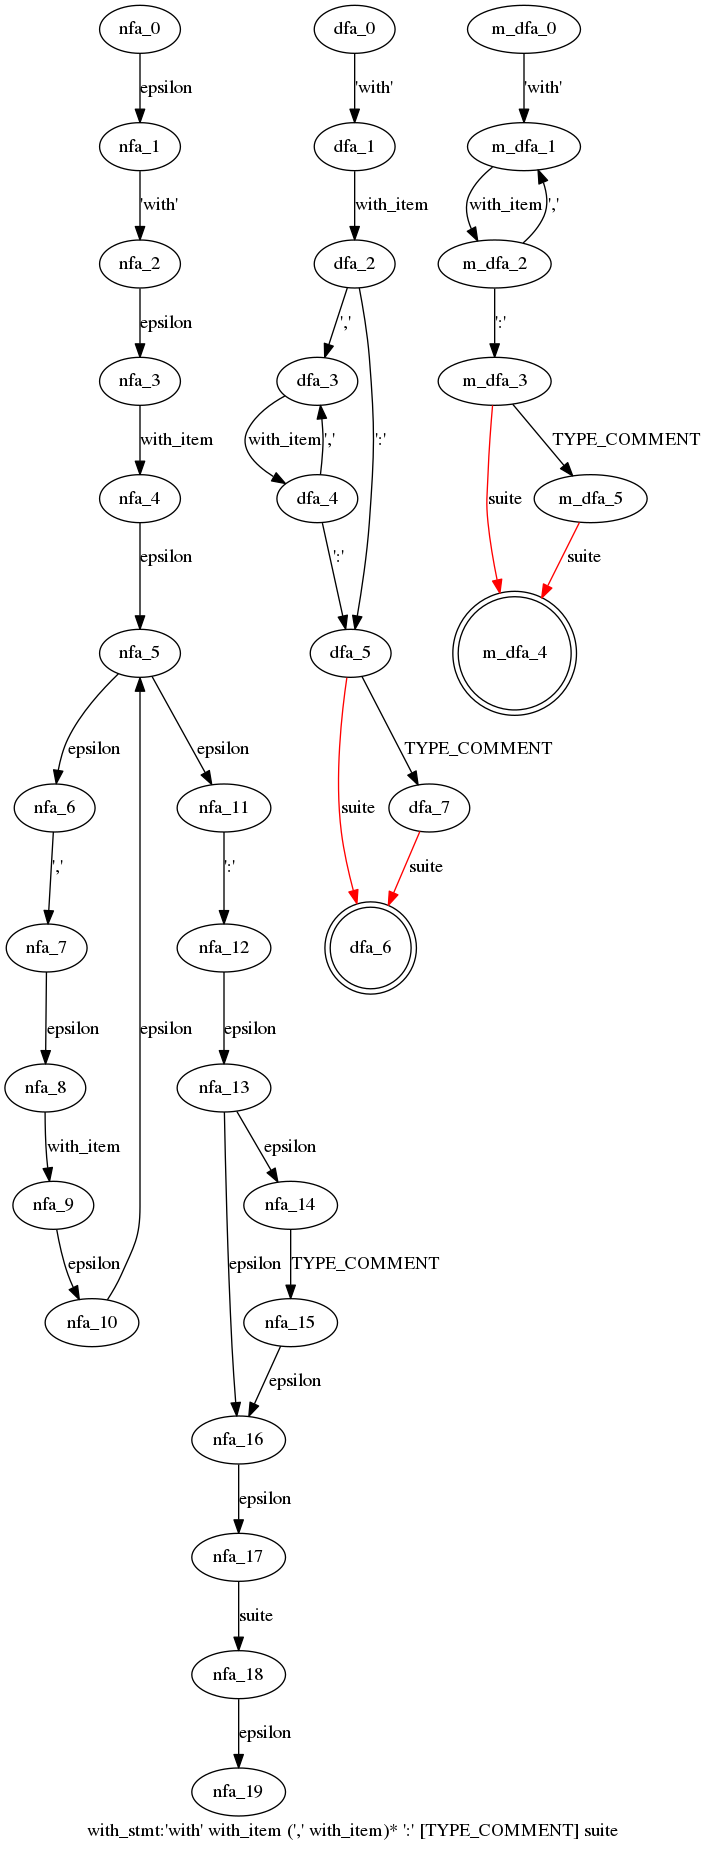 nfa_0 dfa_0 m_dfa_0
epsilon 'with' 'with'
nfa_1 dfa_1 m_dfa_1
'with' with_item with_item ','
nfa_2 dfa_2 m_dfa_2
epsilon ',' ':'
nfa_3 dfa_3 m_dfa_3
with_item with_item ',' ':' TYPE_COMMENT
nfa_4 dfa_4 suite m_dfa_5
epsilon ':' suite
nfa_5 dfa_5 m_dfa_4
epsilon epsilon TYPE_COMMENT
nfa_6 nfa_11 suite dfa_7
',' ':' suite
nfa_7 nfa_12 dfa_6
epsilon epsilon epsilon
nfa_8 nfa_13
with_item epsilon
nfa_9 nfa_14
epsilon epsilon TYPE_COMMENT
nfa_10 nfa_15
epsilon
nfa_16
epsilon
nfa_17
suite
nfa_18
epsilon
nfa_19
with_stmt:'with' with_item (',' with_item)* ':' [TYPE_COMMENT] suite